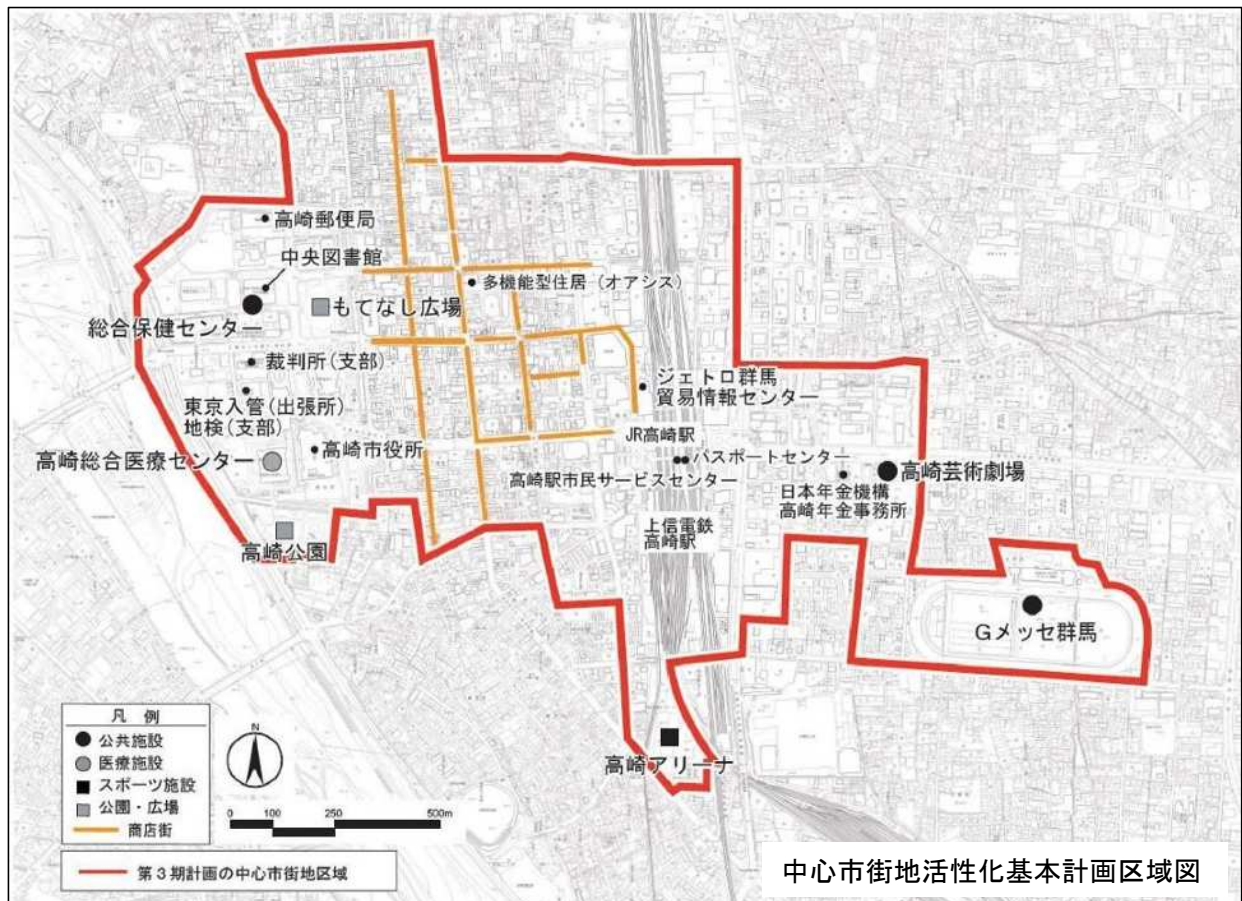 高崎郵便局
中央図書館
多機能型住居（オアシス）
もてなし広場
総合保健センター
裁判所(支部)
ジェトロ群馬
貿易情報センター
東京入管(出張所)
地検(支部)
JR高崎駅
高崎市役所
パスポートセンター
高崎総合医療センター
高崎駅市民サービスセンター
高崎芸術劇場
日本年金機構
高崎年金事務所
上信電鉄
高崎駅
高崎公園
Gメッセ群馬
高崎アリーナ
凡 例
公共施設
医療施設
スポーツ施設
公園・広場
商店街
N
0 100 250 500m
第3期計画の中心市街地区域
中心市街地活性化基本計画区域図